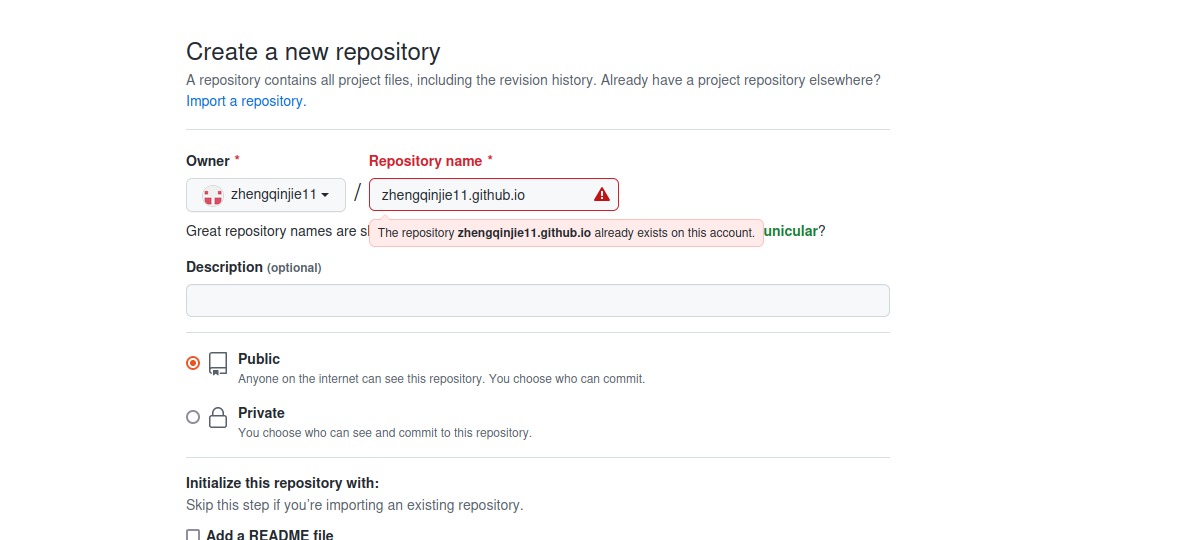 Create a new repository
A repository contains all project files, including the revision history. Already have a project repository elsewhere?
Import a repository.
Owner *
Repository name *
zhengqinjie11
/
zhengqinjie11.github.io
Great repository names are
unicular?
The repository zhengqinjie11.github.io already exists on this account.
Description (optional)
Public
Anyone on the internet can see this repository. You choose who can commit.
Private
You choose who can see and commit to this repository.
Initialize this repository with:
Skip this step if you're importing an existing repository.
Add a README file